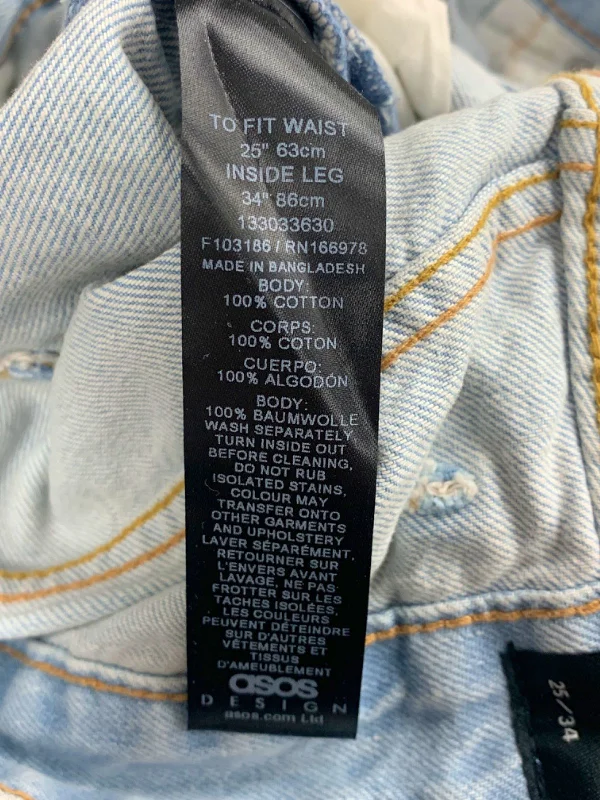 TO FIT WAIST
25" 63cm
INSIDE LEG
34" 86cm
133033630
F103186 / RN166978
MADE IN BANGLADESH
BODY:
100% COTTON
CORPS:
100% COTON
CUERPO:
100% ALGODÓN
BODY:
100% BAUMWOLLE
WASH SEPARATELY
TURN INSIDE OUT
BEFORE CLEANING,
DO NOT RUB
ISOLATED STAINS,
COLOUR MAY
TRANSFER ONTO
OTHER GARMENTS
AND UPHOLSTERY
LAVER SÉPARÉMENT,
RETOURNER SUR
L'ENVERS AVANT
LAVAGE, NE PAS
FROTTER SUR LES
TACHES ISOLÉES,
LES COULEURS
PEUVENT DÉTEINDRE
SUR D'AUTRES
VÊTEMENTS ET
TISSUS
D'AMEUBLEMENT
asos
DESIGN
asos.com Ltd
25/34